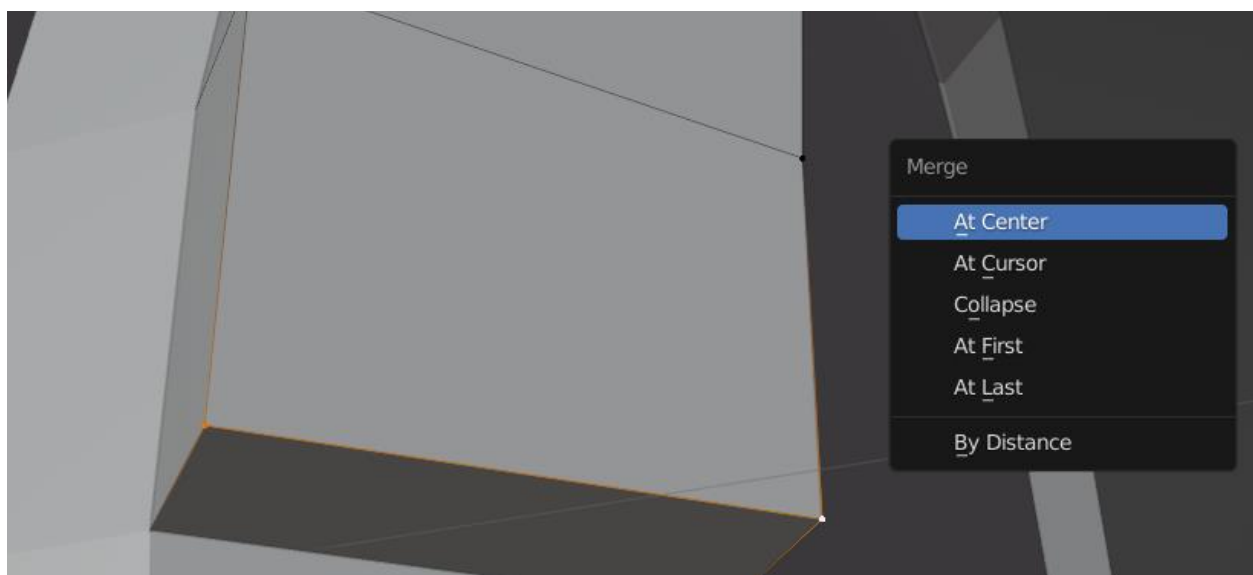 Merge
At Center
At Cursor
Collapse
At First
At Last
By Distance